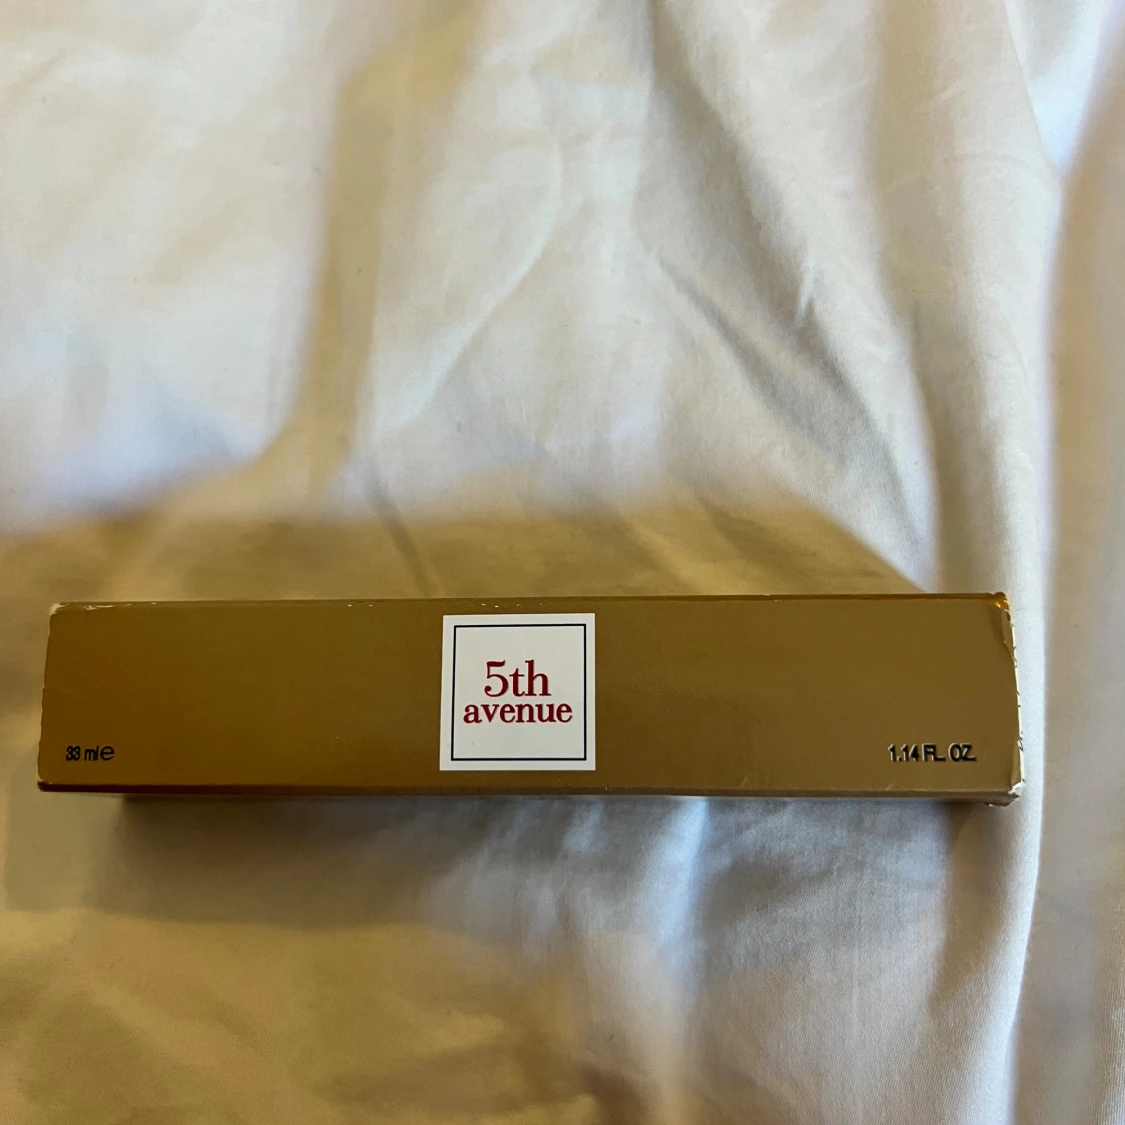 5th
avenue
33 ml e
1.14 FL. OZ.